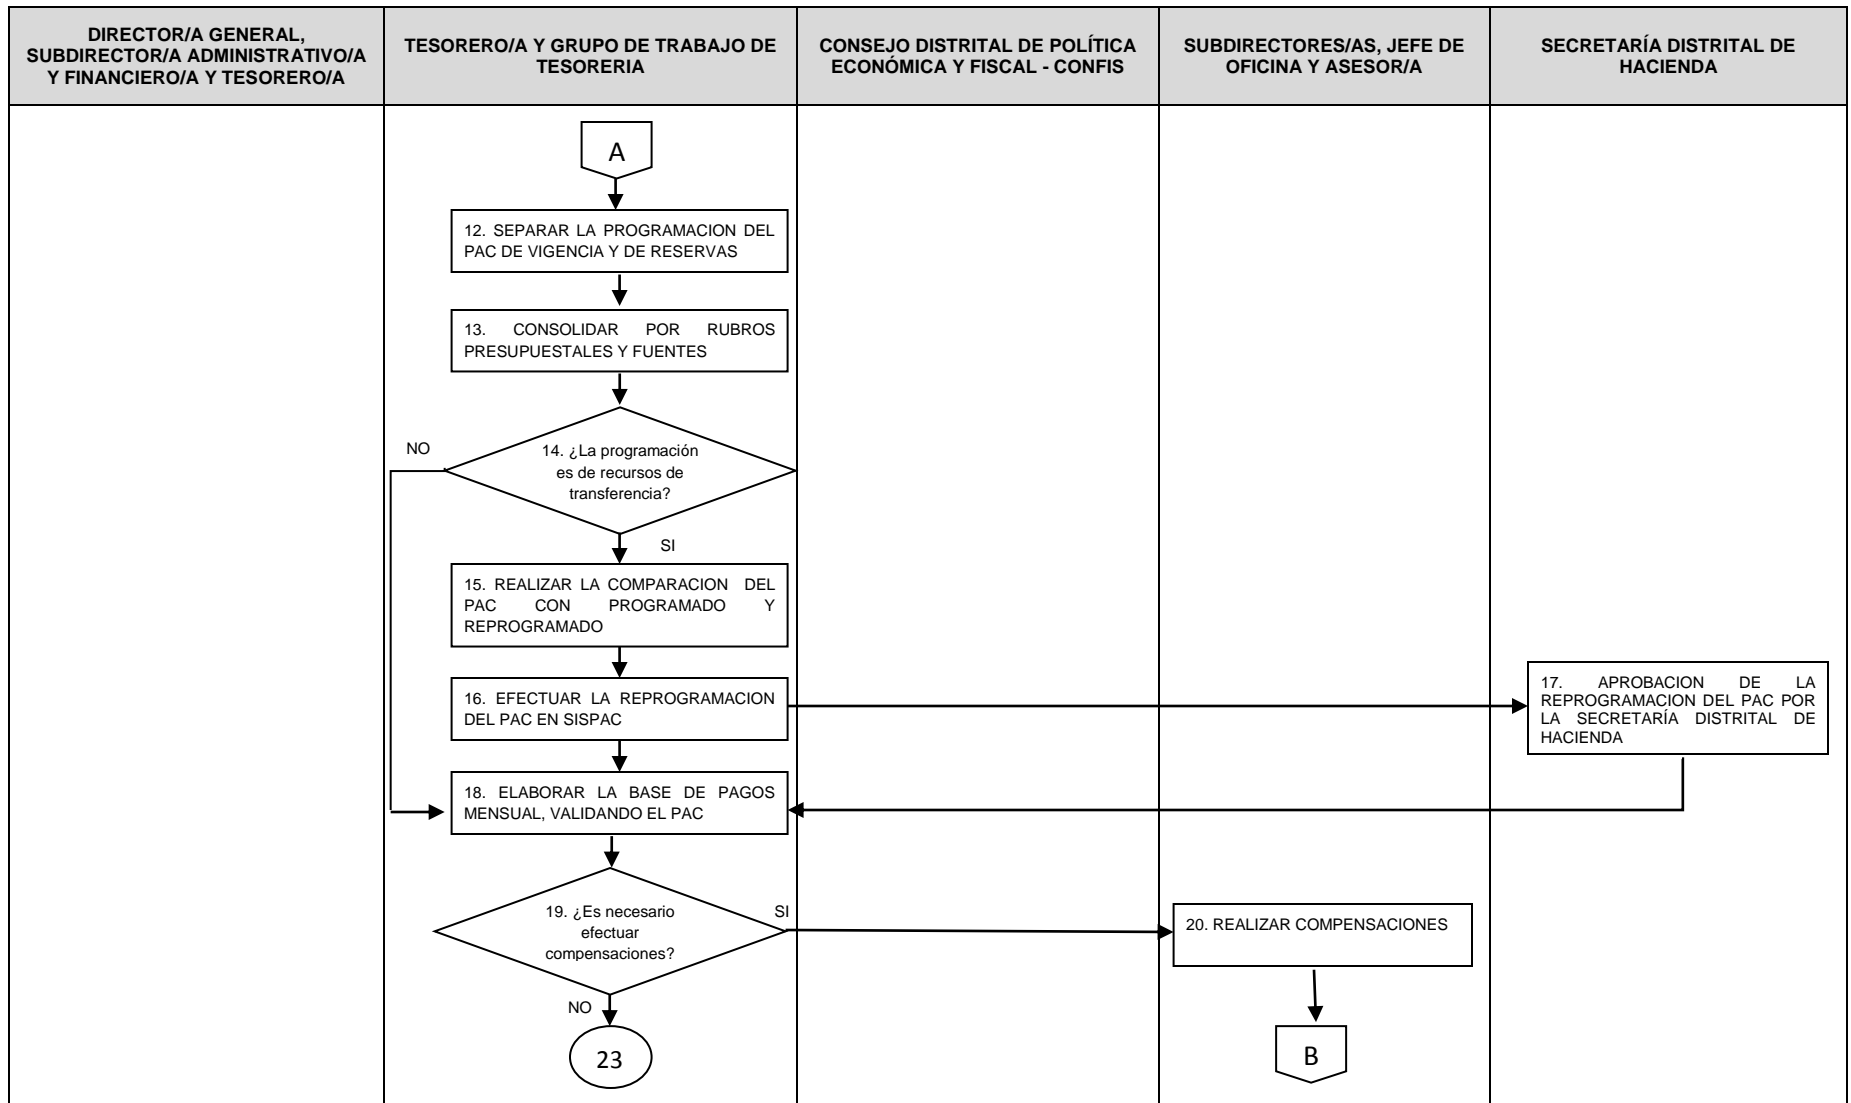 DIRECTOR/A GENERAL,
SUBDIRECTOR/A ADMINISTRATIVO/A
Y FINANCIERO/A Y TESORERO/A
TESORERO/A Y GRUPO DE TRABAJO DE
TESORERIA
CONSEJO DISTRITAL DE POLÍTICA
ECONÓMICA Y FISCAL - CONFIS
SUBDIRECTORES/AS, JEFE DE
OFICINA Y ASESOR/A
SECRETARÍA DISTRITAL DE
HACIENDA
A
12. SEPARAR LA PROGRAMACION DEL
PAC DE VIGENCIA Y DE RESERVAS
13. CONSOLIDAR POR RUBROS
PRESUPUESTALES Y FUENTES
NO
14. ¿La programación
es de recursos de
transferencia?
SI
15. REALIZAR LA COMPARACION DEL
PAC CON PROGRAMADO Y
REPROGRAMADO
16. EFECTUAR LA REPROGRAMACION
DEL PAC EN SISPAC
17. APROBACION DE LA
REPROGRAMACION DEL PAC POR
LA SECRETARÍA DISTRITAL DE
HACIENDA
18. ELABORAR LA BASE DE PAGOS
MENSUAL, VALIDANDO EL PAC
19. ¿Es necesario
efectuar
compensaciones?
SI
20. REALIZAR COMPENSACIONES
NO
23
B